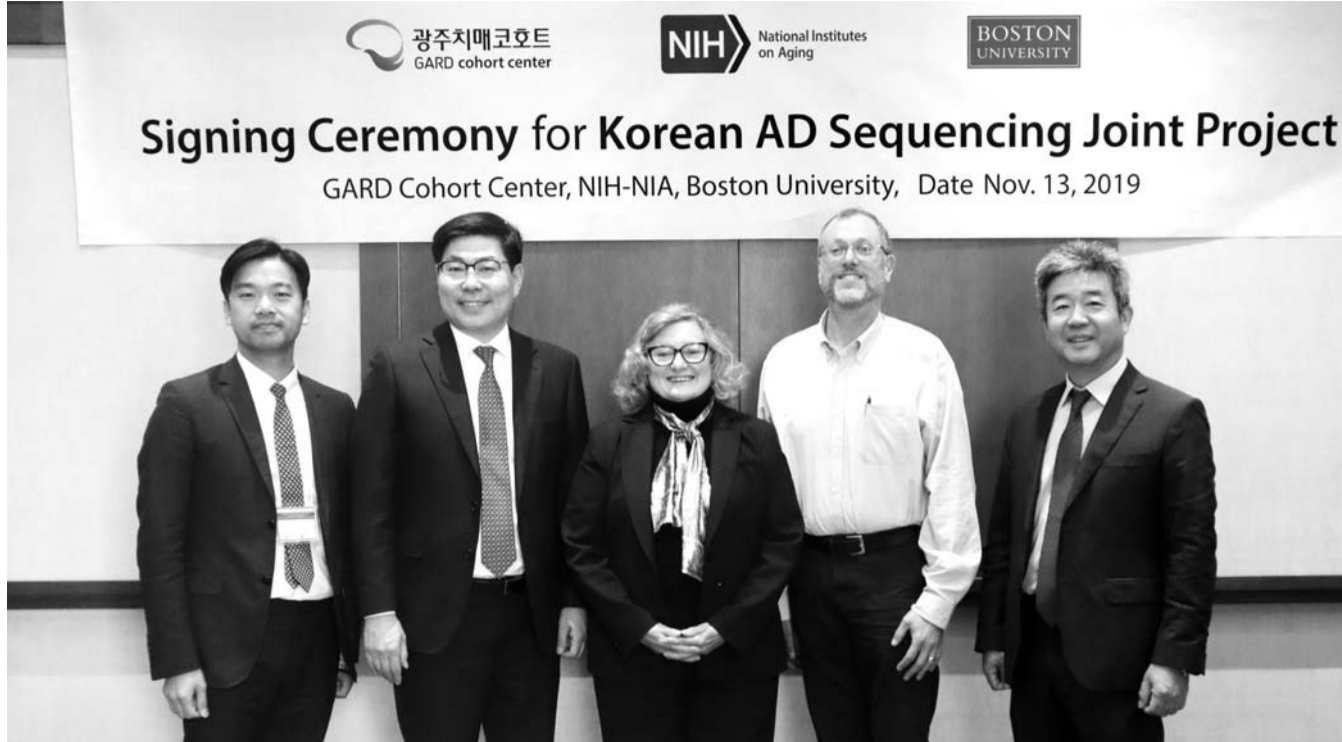 광주치매코호트
GARD cohort center
NIH
National Institutes
on Aging
BOSTON
UNIVERSITY
Signing Ceremony for Korean AD Sequencing Joint Project
GARD Cohort Center, NIH-NIA, Boston University, Date Nov. 13, 2019